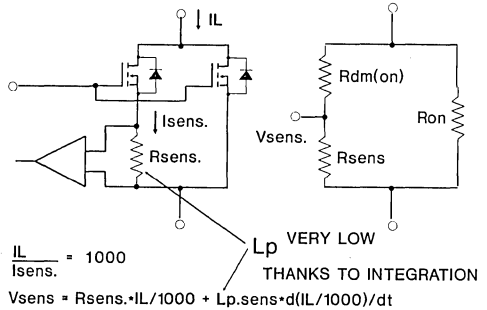 IL
Isens.
Rsens.
Rdm(on)
Ron
Vsens.
Rsens
Lp VERY LOW
THANKS TO INTEGRATION
IL
Isens. = 1000
Vsens = Rsens.*IL/1000 + Lp.sens*d(IL/1000)/dt